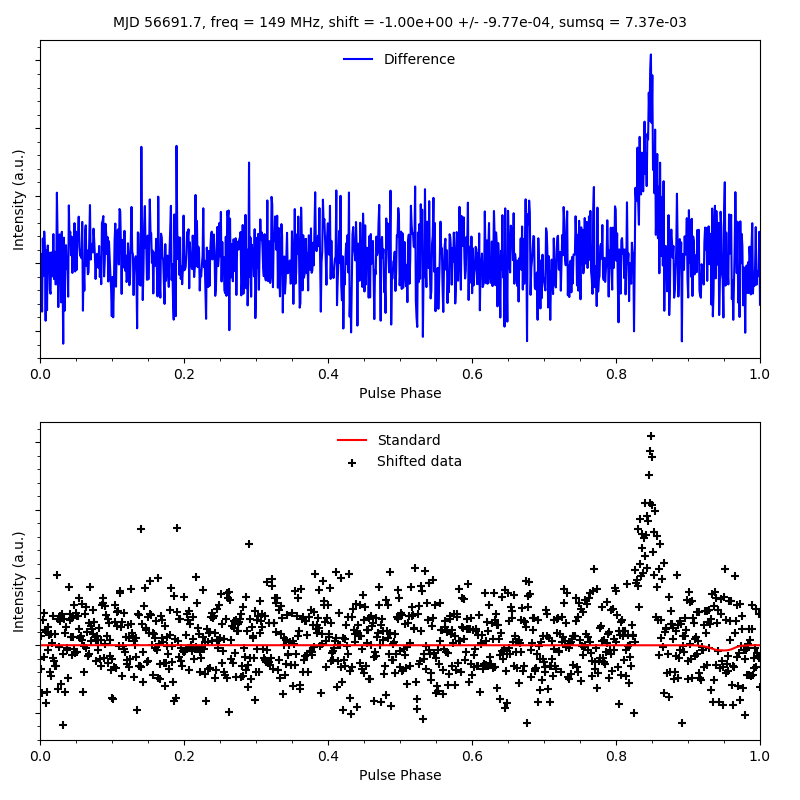 MJD 56691.7, freq = 149 MHz, shift = -1.00e+00 +/- -9.77e-04, sumsq = 7.37e-03
Difference
Intensity (a.u.)
0.0 0.2 0.4 0.6 0.8 1.0
Pulse Phase
Standard
Shifted data
Intensity (a.u.)
0.0 0.2 0.4 0.6 0.8 1.0
Pulse Phase